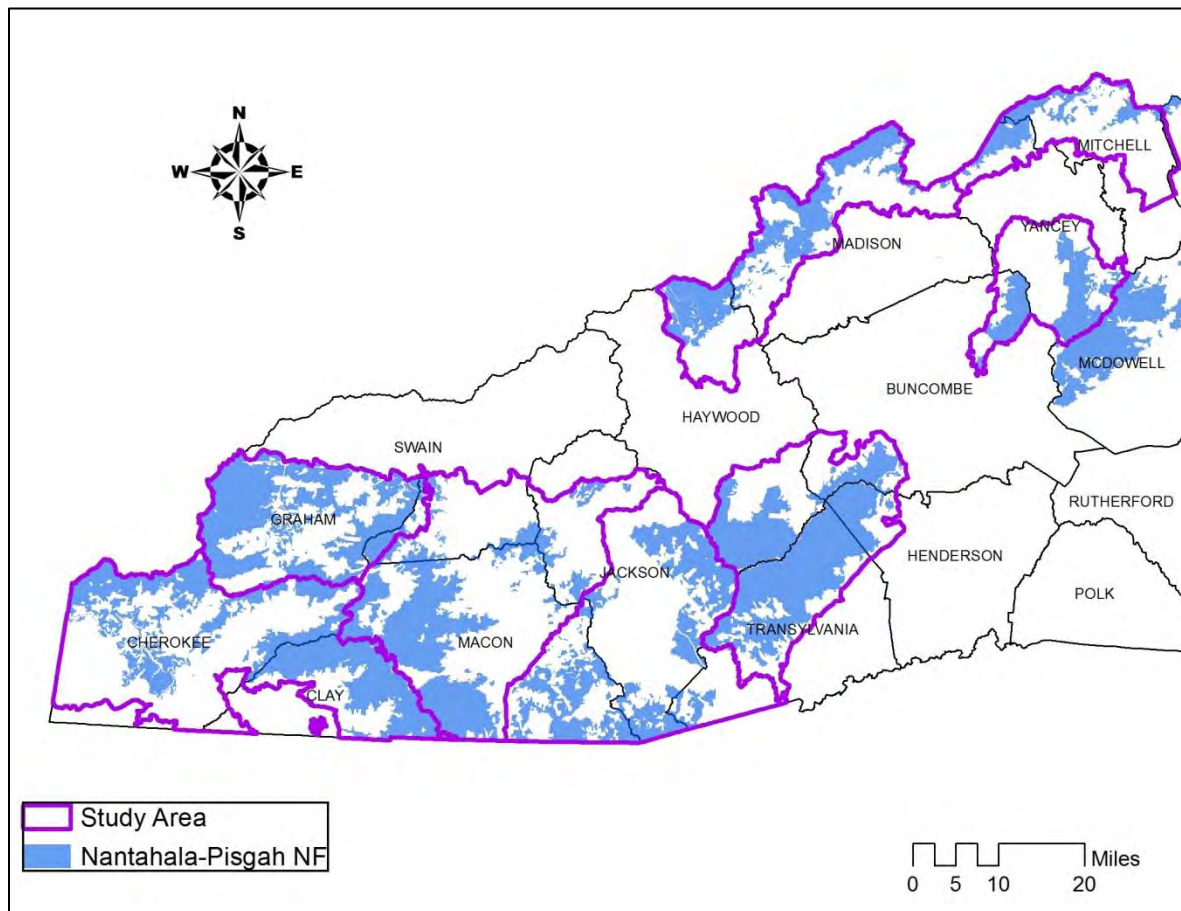 N
W E
S
MITCHELL
YANCEY
MADISON
MCDOWELL
BUNCOMBE
HAYWOOD
SWAIN
RUTHERFORD
GRAHAM
HENDERSON
JACKSON
POLK
TRANSYLVANIA
CHEROKEE
MACON
CLAY
Study Area
Nantahala-Pisgah NF
Miles
0 5 10 20